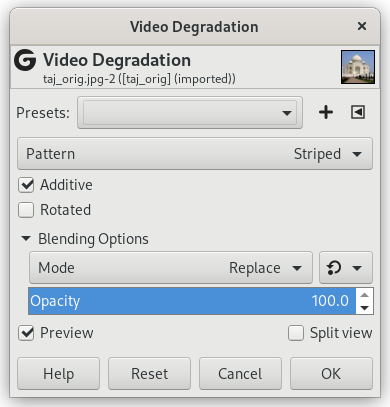 Video Degradation
Video Degradation
taj_orig.jpg-2 ([taj_orig] (imported))
Presets:
Pattern Striped
Additive
Rotated
Blending Options
Mode Replace
Opacity 100.0
Preview Split view
Help Reset Cancel OK